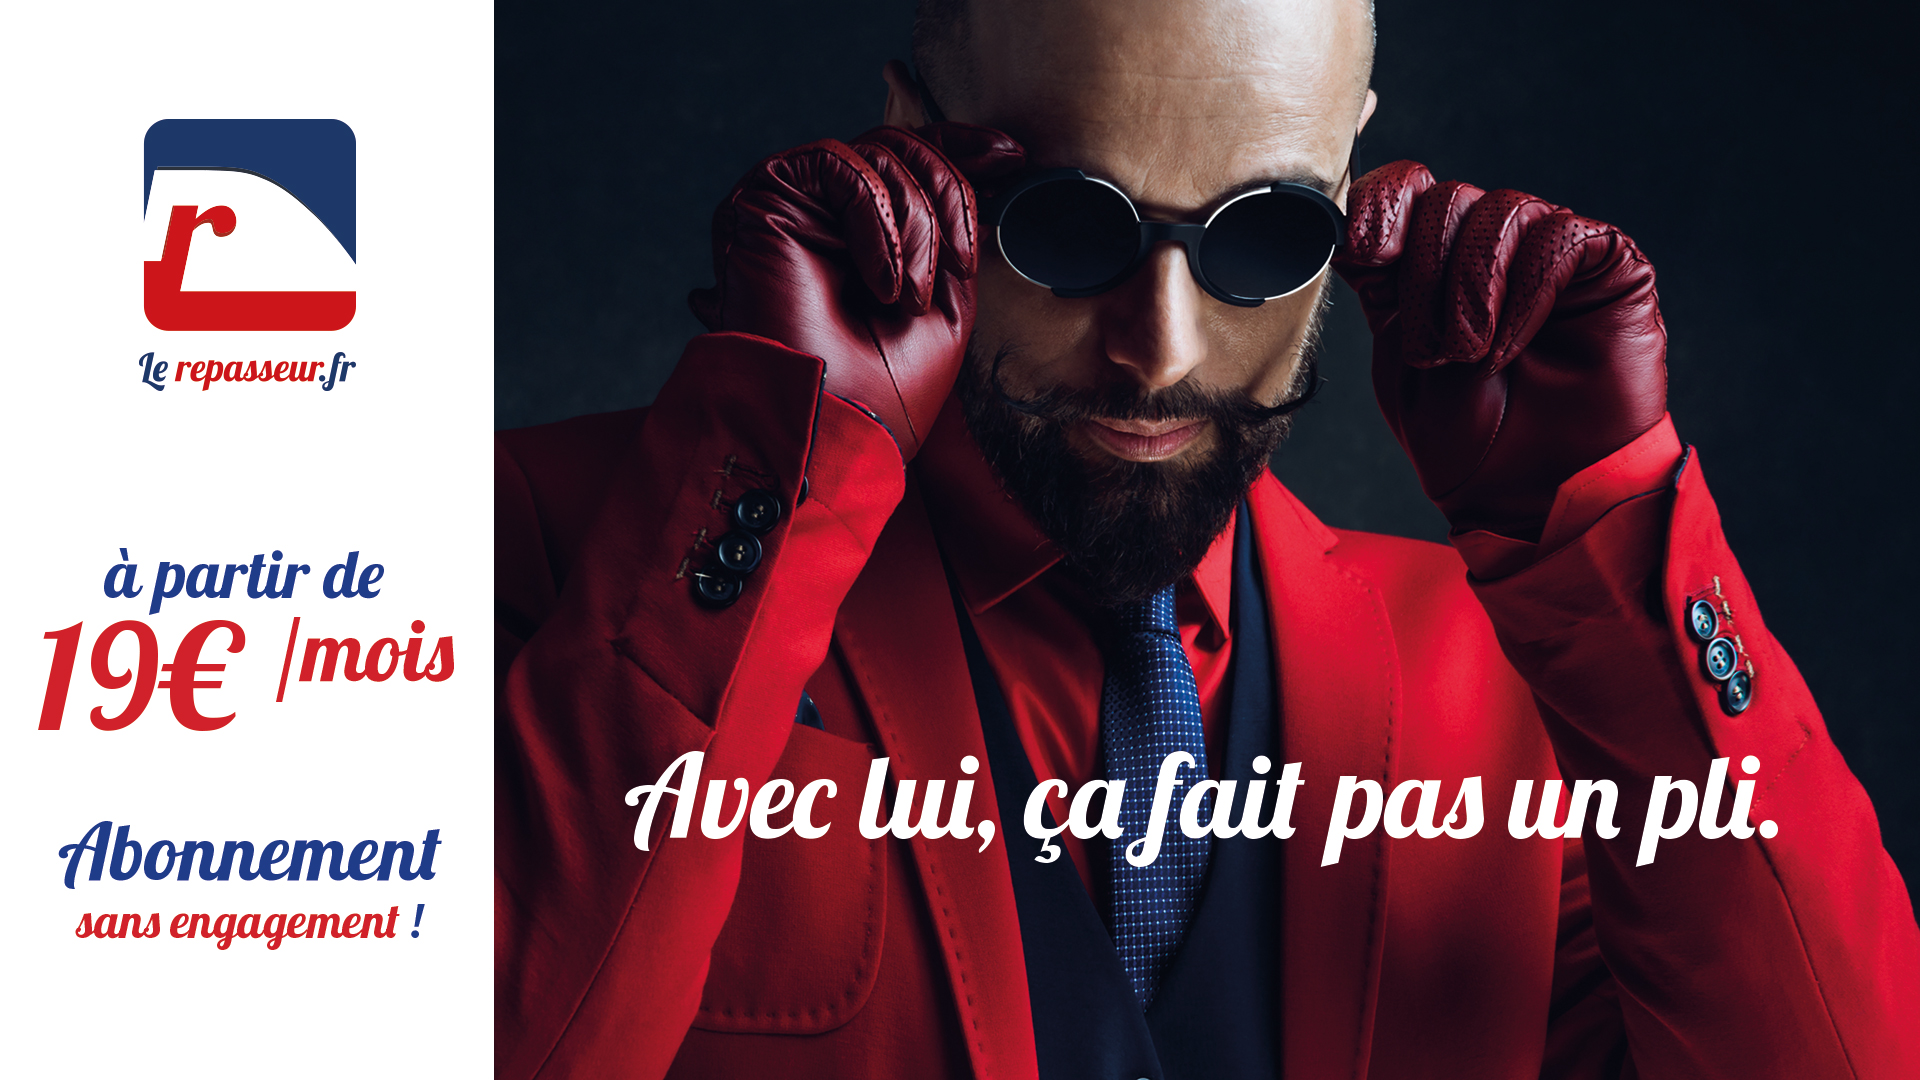 r
Le repasseur.fr
à partir de
19€ /mois
Abonnement
sans engagement !
Avec lui, ça fait pas un pli.